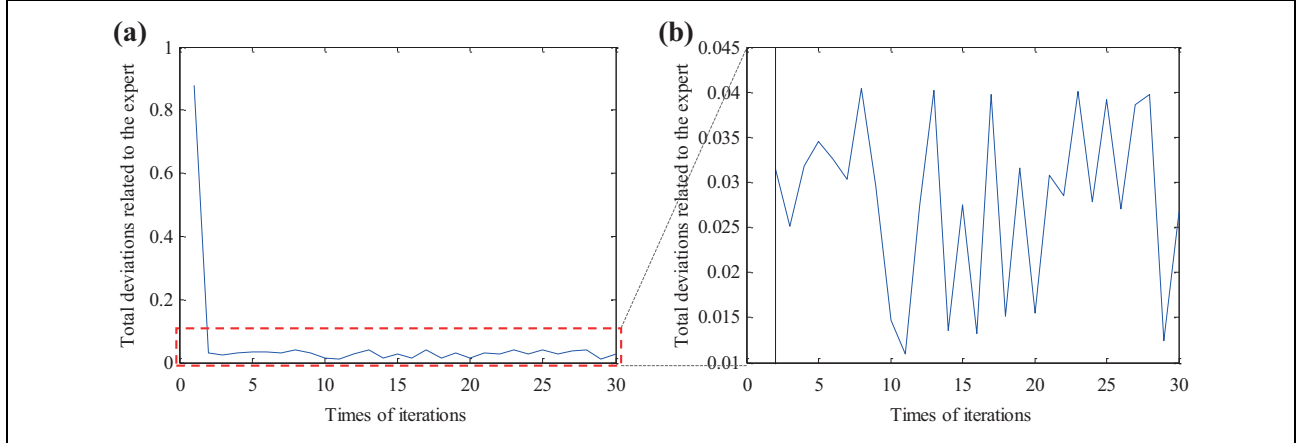 (a)
Total deviations related to the expert
1
0.8
0.6
0.4
0.2
0
0 5 10 15 20 25 30
Times of iterations
(b)
Total deviations related to the expert
0.045
0.04
0.035
0.03
0.025
0.02
0.015
0.01
0 5 10 15 20 25 30
Times of iterations